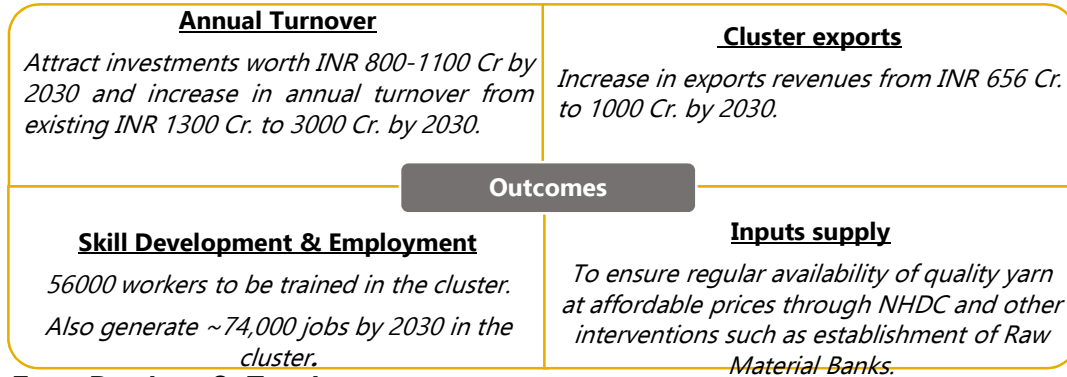 Annual Turnover
Attract investments worth INR 800-1100 Cr by
2030 and increase in annual turnover from
existing INR 1300 Cr. to 3000 Cr. by 2030.
Cluster exports
Increase in exports revenues from INR 656 Cr.
to 1000 Cr. by 2030.
Outcomes
Skill Development & Employment
56000 workers to be trained in the cluster.
Also generate ~74,000 jobs by 2030 in the
cluster.
Inputs supply
To ensure regular availability of quality yarn
at affordable prices through NHDC and other
interventions such as establishment of Raw
Material Banks.